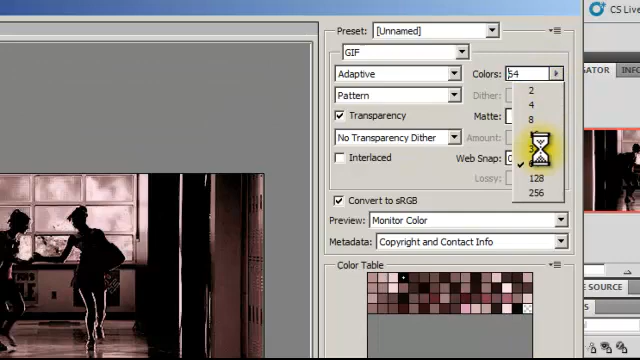 CS Live
Preset: [Unnamed]
GIF
Adaptive Colors: 64
Pattern Dither:
Transparency Matte:
No Transparency Dither Amount:
Interlaced Web Snap: 0
Lossy:
2
4
8
128
256
Convert to sRGB
Preview: Monitor Color
Metadata: Copyright and Contact Info
Color Table
GATOR INFO
SOURCE